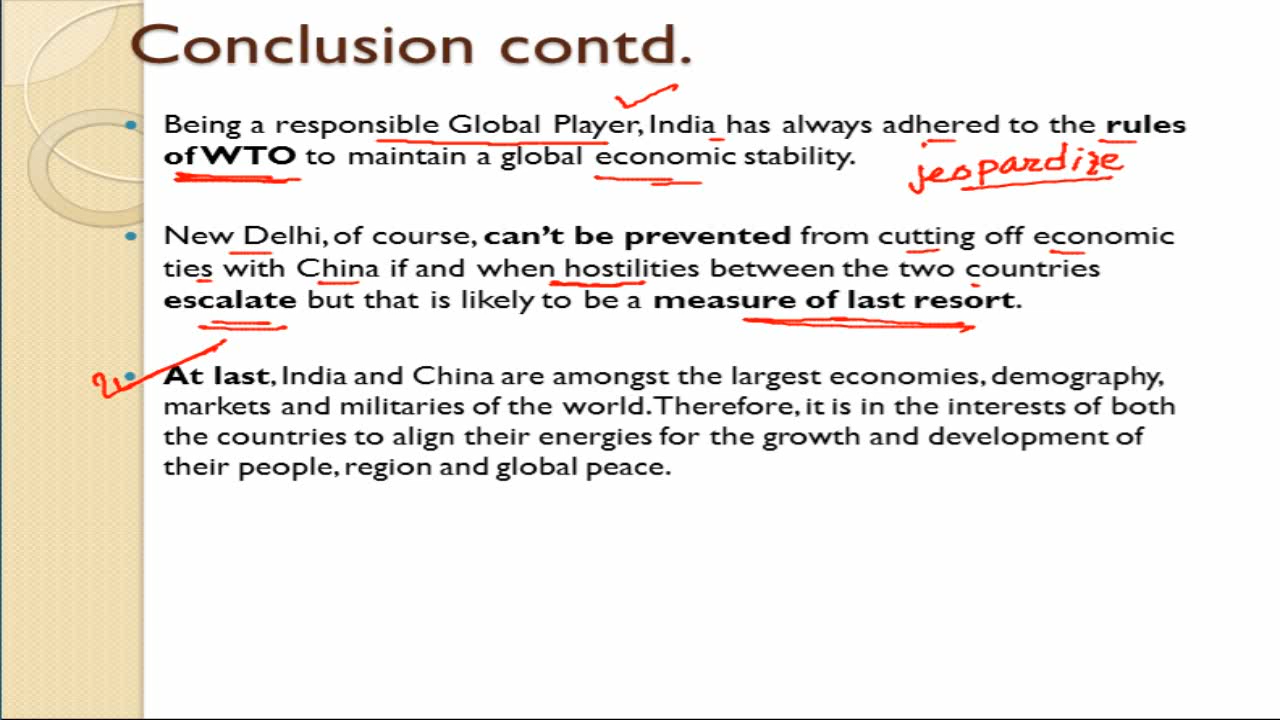 Conclusion contd.
Being a responsible Global Player, India has always adhered to the rules
of WTO to maintain a global economic stability.
jeopardize
New Delhi, of course, can't be prevented from cutting off economic
ties with China if and when hostilities between the two countries
escalate but that is likely to be a measure of last resort.
At last, India and China are amongst the largest economies, demography,
markets and militaries of the world. Therefore, it is in the interests of both
the countries to align their energies for the growth and development of
their people, region and global peace.